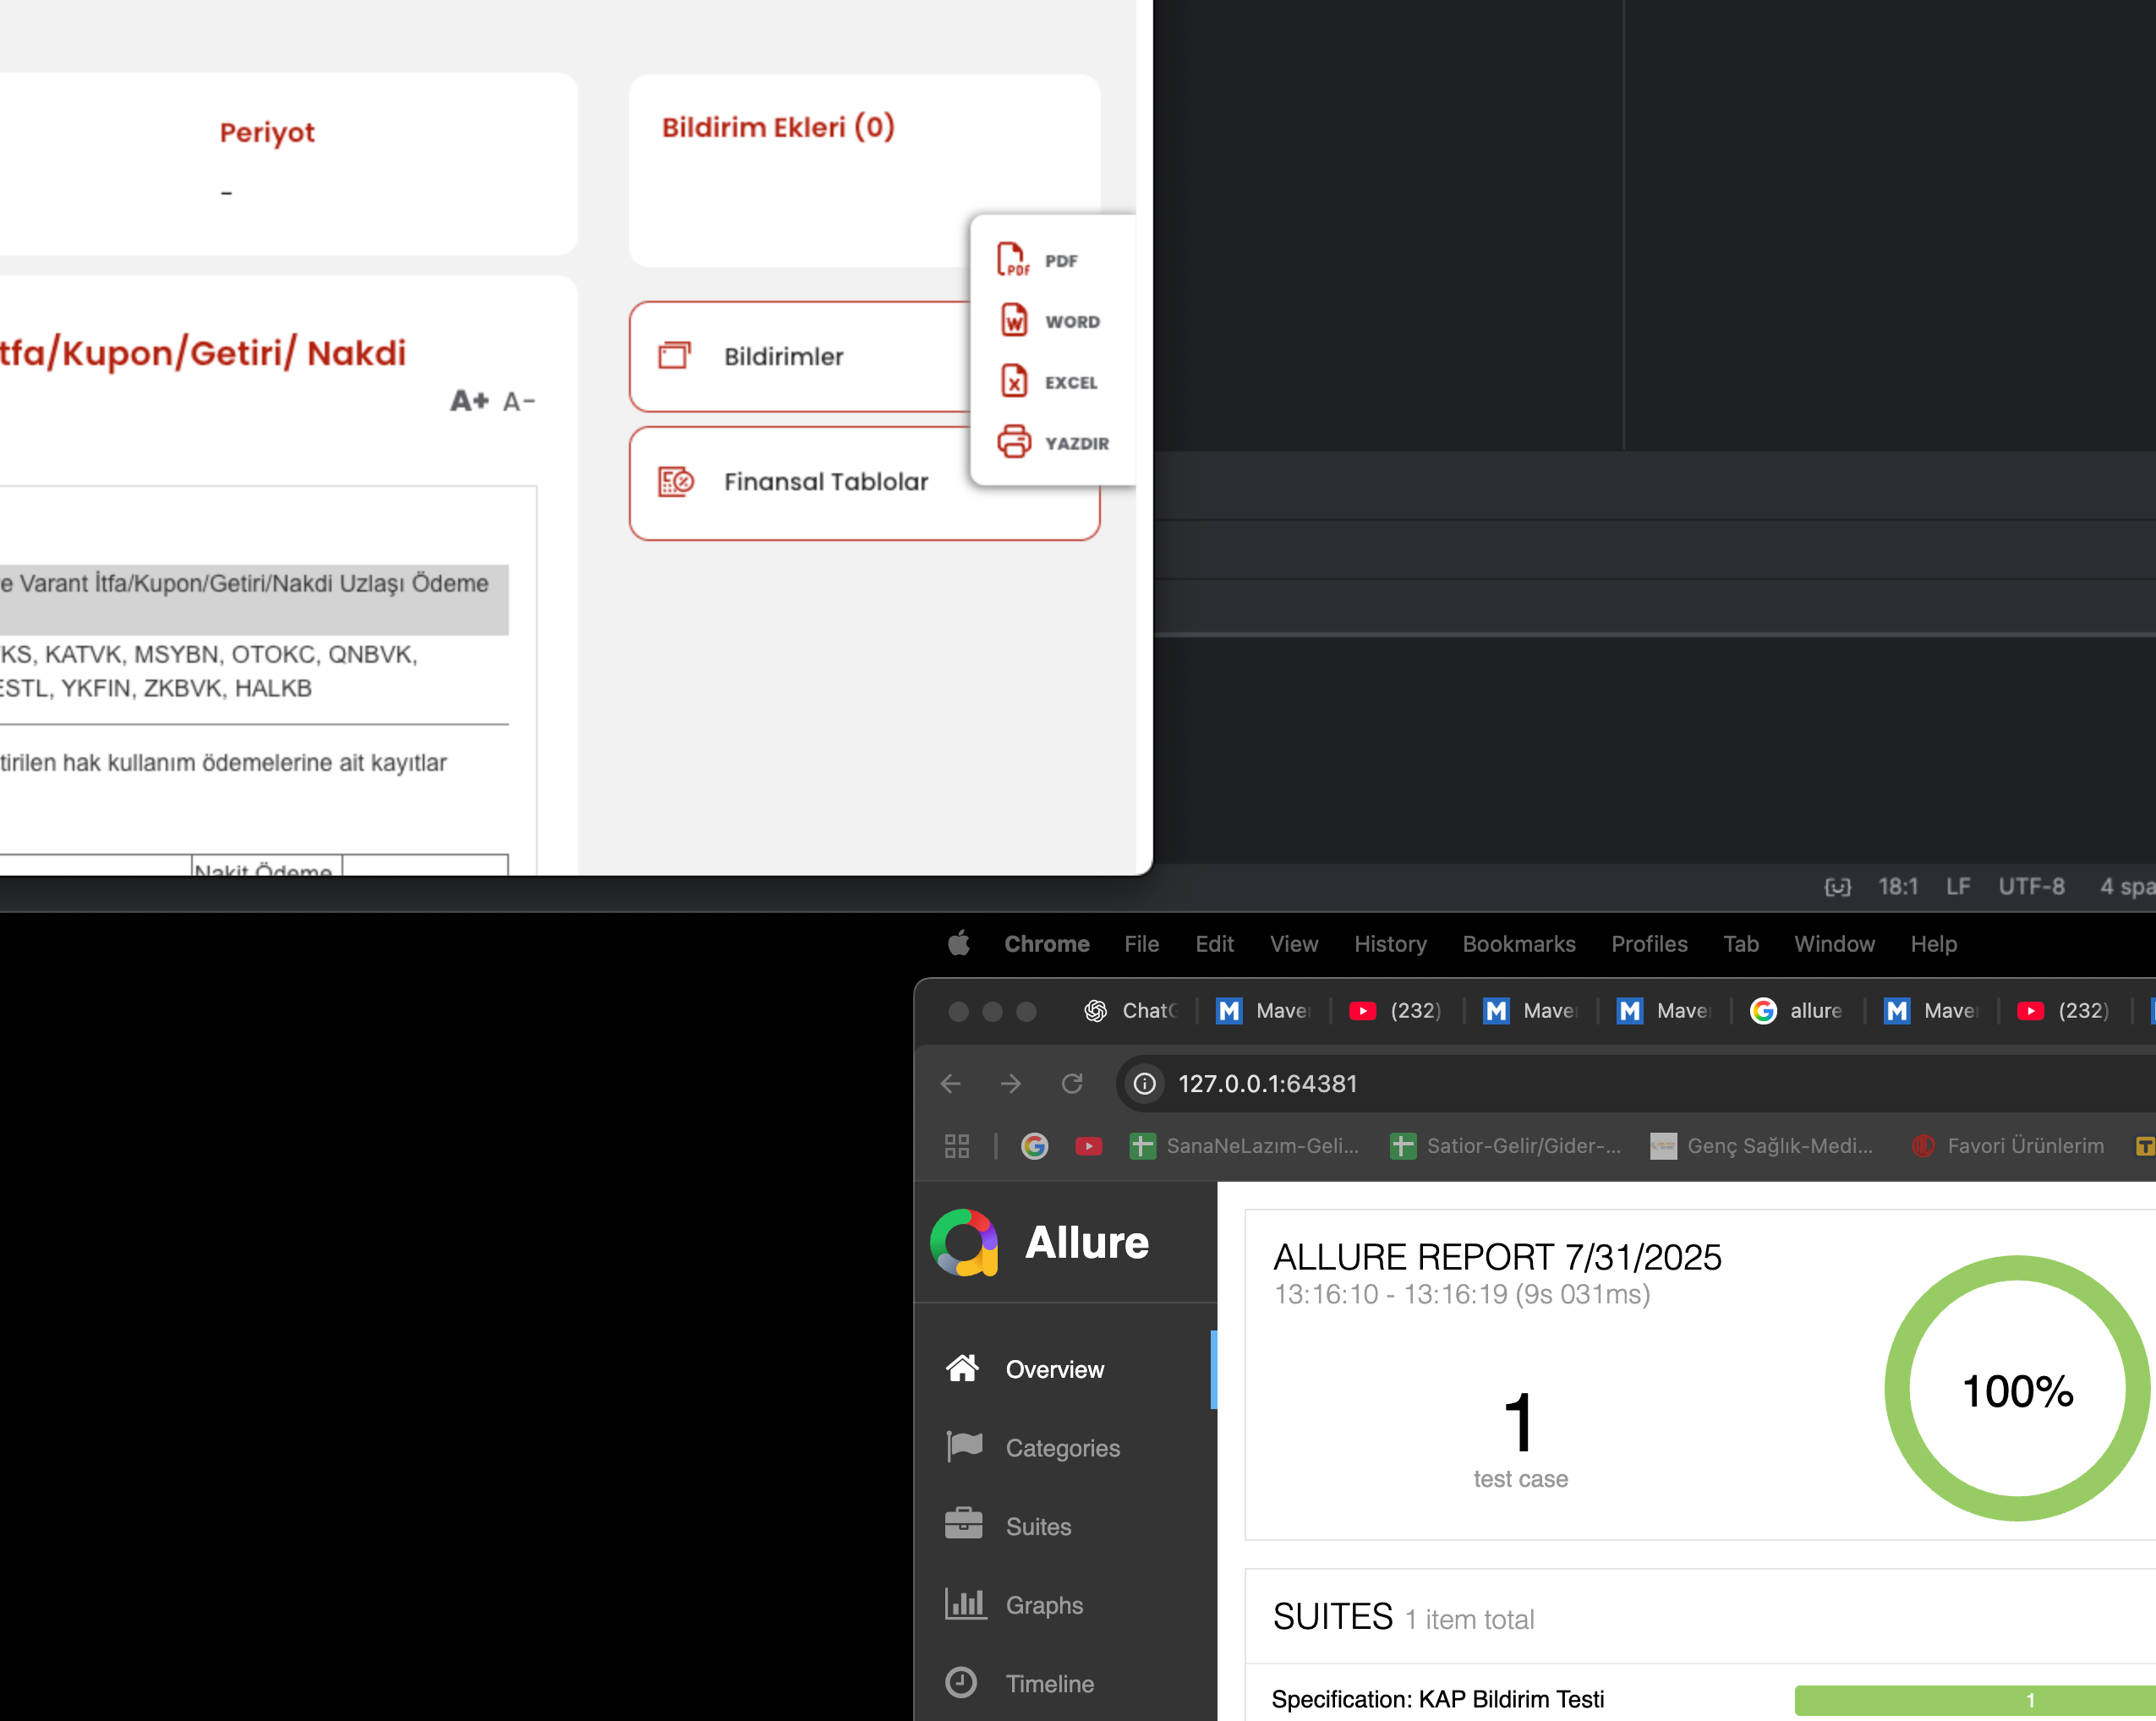 Periyot
-
Bildirim Ekleri (0)
PDF
WORD
EXCEL
YAZDIR
tfa/Kupon/Getiri/ Nakdi
A+ A-
Bildirimler
Finansal Tablolar
e Varant İtfa/Kupon/Getiri/Nakdi Uzlaşı Ödeme
KS, KATVK, MSYBN, OTOKC, QNBVK,
ESTL, YKFIN, ZKBVK, HALKB
tirilen hak kullanım ödemelerine ait kayıtlar
Nakit Ödeme
18:1 LF UTF-8 4 spa
Chrome File Edit View History Bookmarks Profiles Tab Window Help
ChatG Mave (232) Mave Mave allure Mave (232)
127.0.0.1:64381
SanaNeLazım-Geli... Satior-Gelir/Gider-... Genç Sağlık-Medi... Favori Ürünlerim
Allure
Overview
Categories
Suites
Graphs
Timeline
ALLURE REPORT 7/31/2025
13:16:10 - 13:16:19 (9s 031ms)
1
test case
100%
SUITES 1 item total
Specification: KAP Bildirim Testi
1